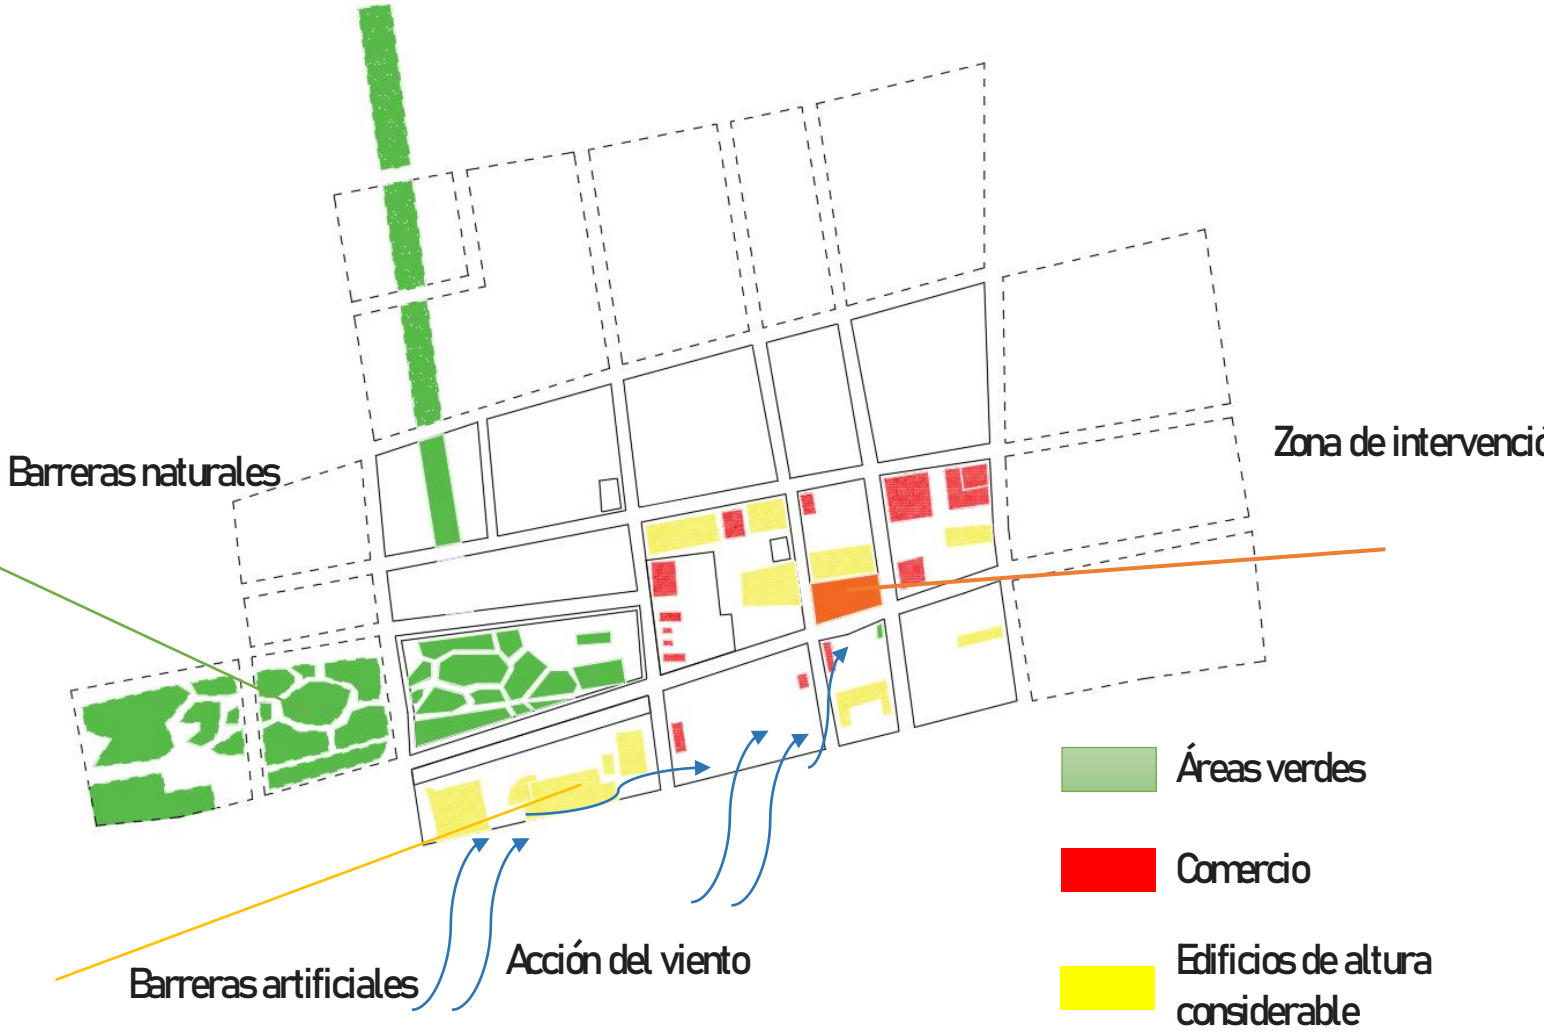 Barreras naturales
Zona de intervenció
Áreas verdes
Comercio
Edificios de altura
considerable
Acción del viento
Barreras artificiales